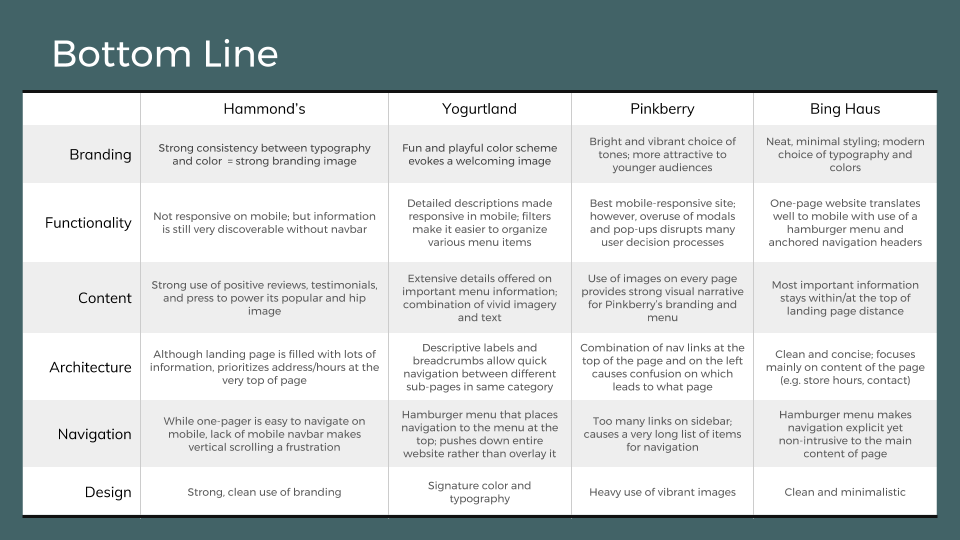 Bottom Line
Hammond's
Yogurtland
Pinkberry
Bing Haus
Branding
Strong consistency between typography
and color = strong branding image
Fun and playful color scheme
evokes a welcoming image
Bright and vibrant choice of
tones; more attractive to
younger audiences
Neat, minimal styling; modern
choice of typography and
colors
Functionality
Not responsive on mobile; but information
is still very discoverable without navbar
Detailed descriptions made
responsive in mobile; filters
make it easier to organize
various menu items
Best mobile-responsive site;
however, overuse of modals
and pop-ups disrupts many
user decision processes
One-page website translates
well to mobile with use of a
hamburger menu and
anchored navigation headers
Content
Strong use of positive reviews, testimonials,
and press to power its popular and hip
image
Extensive details offered on
important menu information;
combination of vivid imagery
and text
Use of images on every page
provides strong visual narrative
for Pinkberry's branding and
menu
Most important information
stays within/at the top of
landing page distance
Architecture
Although landing page is filled with lots of
information, prioritizes address/hours at the
very top of page
Descriptive labels and
breadcrumbs allow quick
navigation between different
sub-pages in same category
Combination of nav links at the
top of the page and on the left
causes confusion on which
leads to what page
Clean and concise; focuses
mainly on content of the page
(e.g. store hours, contact)
Navigation
While one-pager is easy to navigate on
mobile, lack of mobile navbar makes
vertical scrolling a frustration
Hamburger menu that places
navigation to the menu at the
top; pushes down entire
website rather than overlay it
Too many links on sidebar;
causes a very long list of items
for navigation
Hamburger menu makes
navigation explicit yet
non-intrusive to the main
content of page
Design
Strong, clean use of branding
Signature color and
typography
Heavy use of vibrant images
Clean and minimalistic